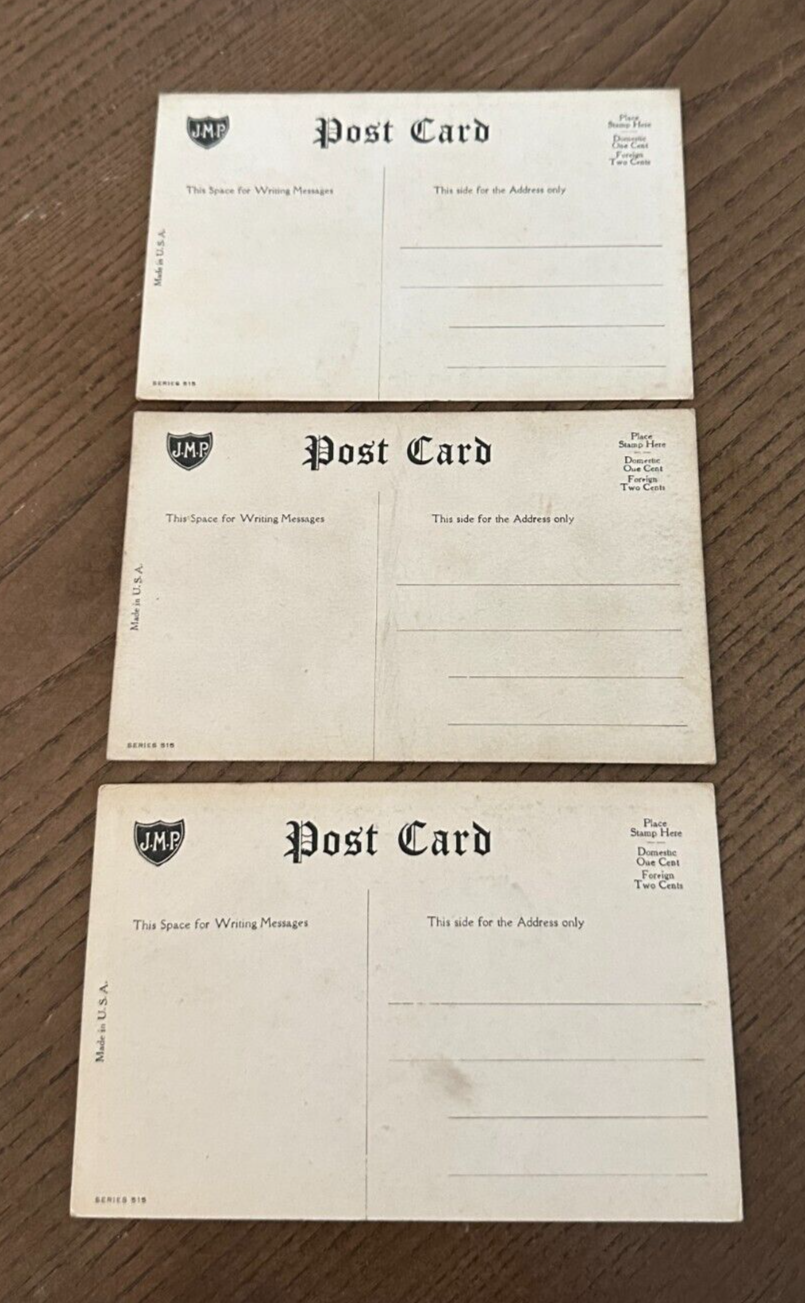 J.M.P.
Post Card
Place
Stamp Here
Domestic
One Cent
Foreign
Two Cents
This Space for Writing Messages
This side for the Address only
Made in U.S.A.
SERIES 515
J.M.P.
Post Card
Place
Stamp Here
Domestic
One Cent
Foreign
Two Cents
This Space for Writing Messages
This side for the Address only
Made in U.S.A.
SERIES 515
J.M.P.
Post Card
Place
Stamp Here
Domestic
One Cent
Foreign
Two Cents
This Space for Writing Messages
This side for the Address only
Made in U.S.A.
SERIES 515